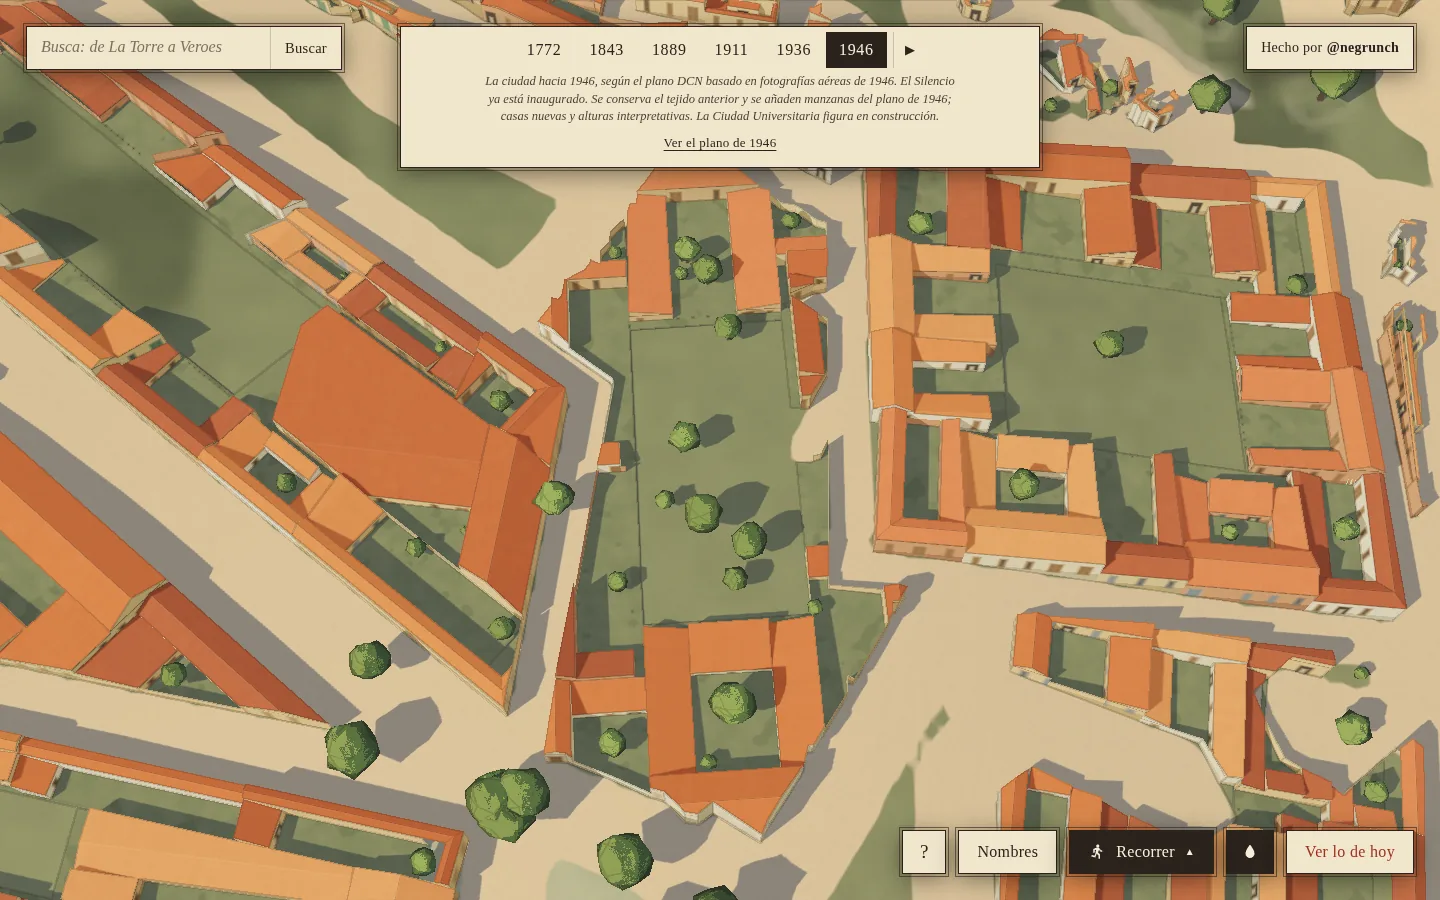 Busca: de La Torre a Veroes
Buscar
1772 1843 1889 1911 1936 1946 ▶
La ciudad hacia 1946, según el plano DCN basado en fotografías aéreas de 1946. El Silencio
ya está inaugurado. Se conserva el tejido anterior y se añaden manzanas del plano de 1946;
casas nuevas y alturas interpretativas. La Ciudad Universitaria figura en construcción.
Ver el plano de 1946
Hecho por @negrunch
?
Nombres
Recorrer ▲
Ver lo de hoy